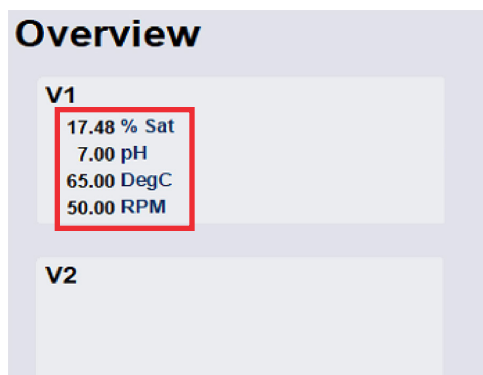 Overview
V1
17.48 % Sat
7.00 pH
65.00 DegC
50.00 RPM
V2